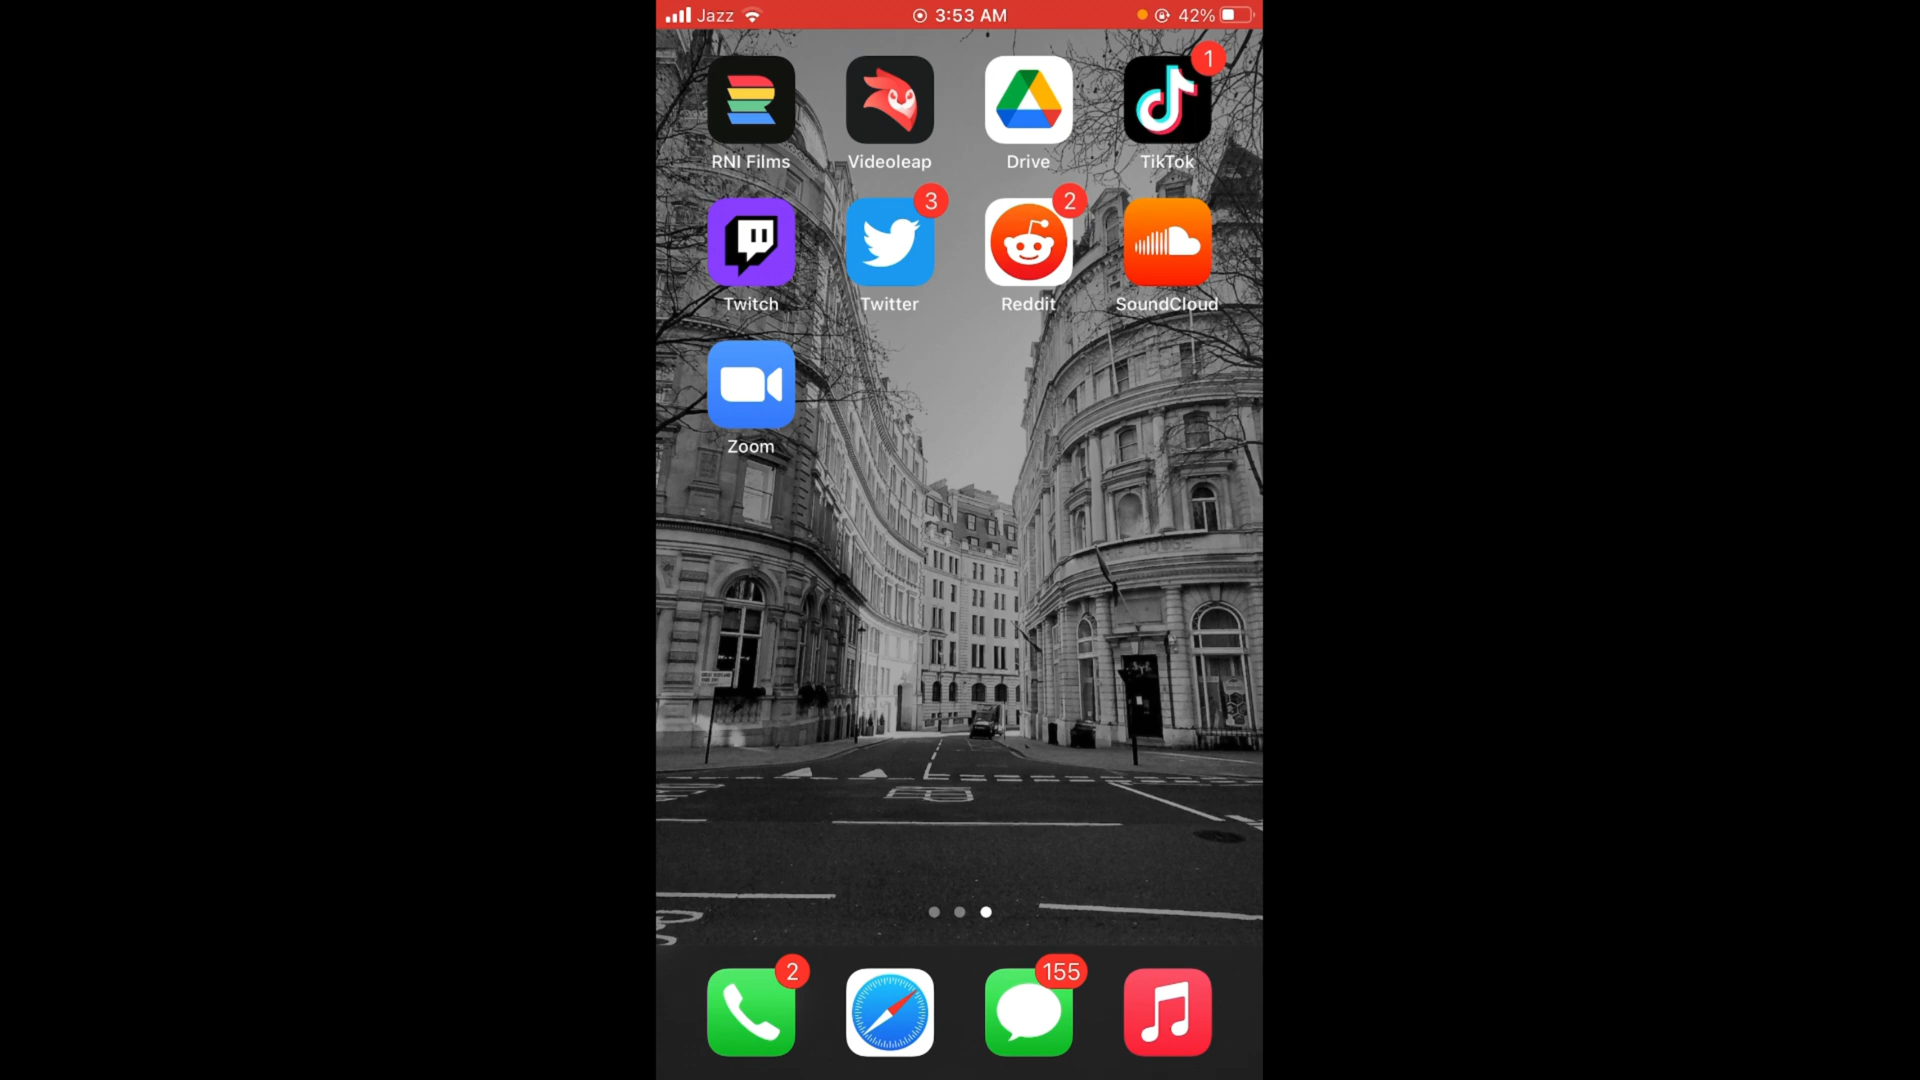 Jazz 3:53 AM 42%
1
RNI Films Videoleap Drive TikTok
3 2
Twitch Twitter Reddit SoundCloud
Zoom
HOUSE
2 155